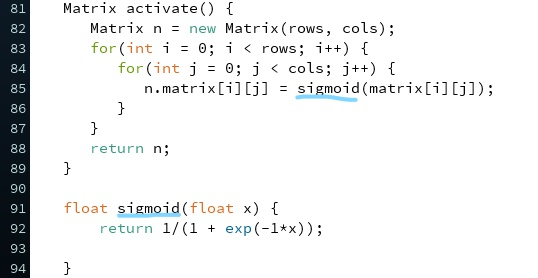 81 Matrix activate() {
82 Matrix n = new Matrix(rows, cols);
83 for(int i = 0; i < rows; i++) {
84 for(int j = 0; j < cols; j++) {
85 n.matrix[i][j] = sigmoid(matrix[i][j]);
86 }
87 }
88 return n;
89 }
90
91 float sigmoid(float x) {
92 return 1/(1 + exp(-1*x));
93
94 }